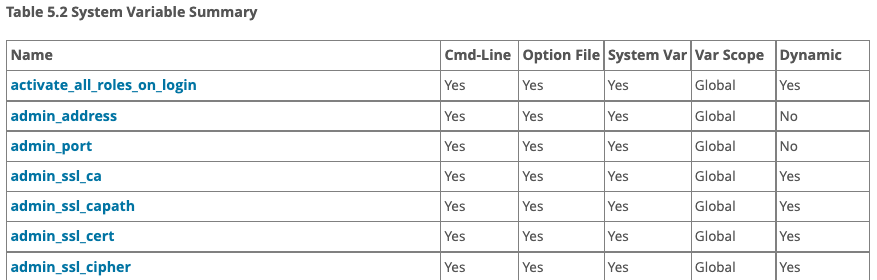 Table 5.2 System Variable Summary
Name Cmd-Line Option File System Var Var Scope Dynamic
activate_all_roles_on_login Yes Yes Yes Global Yes
admin_address Yes Yes Yes Global No
admin_port Yes Yes Yes Global No
admin_ssl_ca Yes Yes Yes Global Yes
admin_ssl_capath Yes Yes Yes Global Yes
admin_ssl_cert Yes Yes Yes Global Yes
admin_ssl_cipher Yes Yes Yes Global Yes